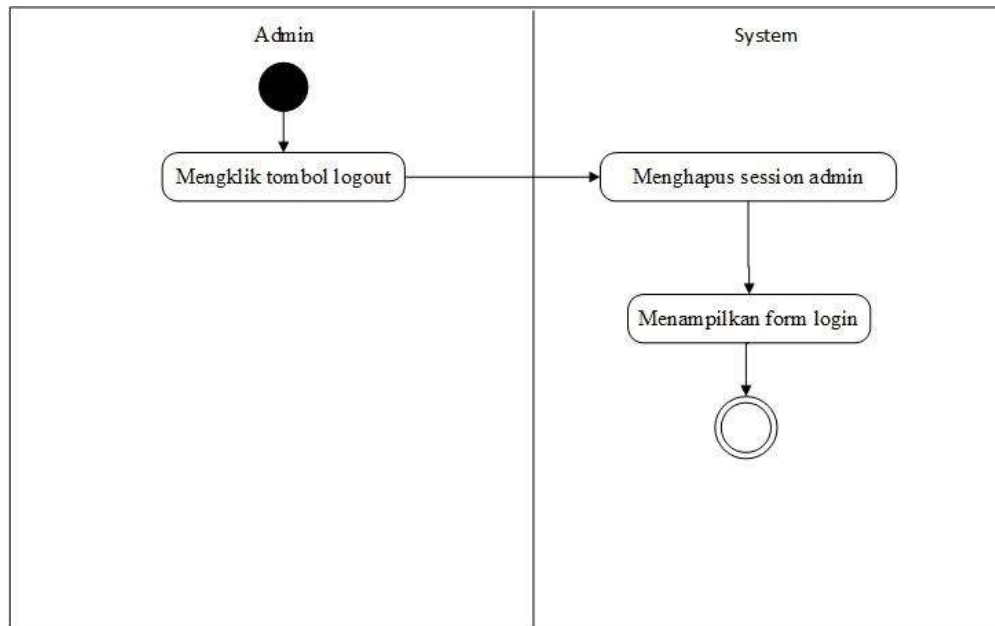 Admin
System
Mengklik tombol logout
Menghapus session admin
Menampilkan form login